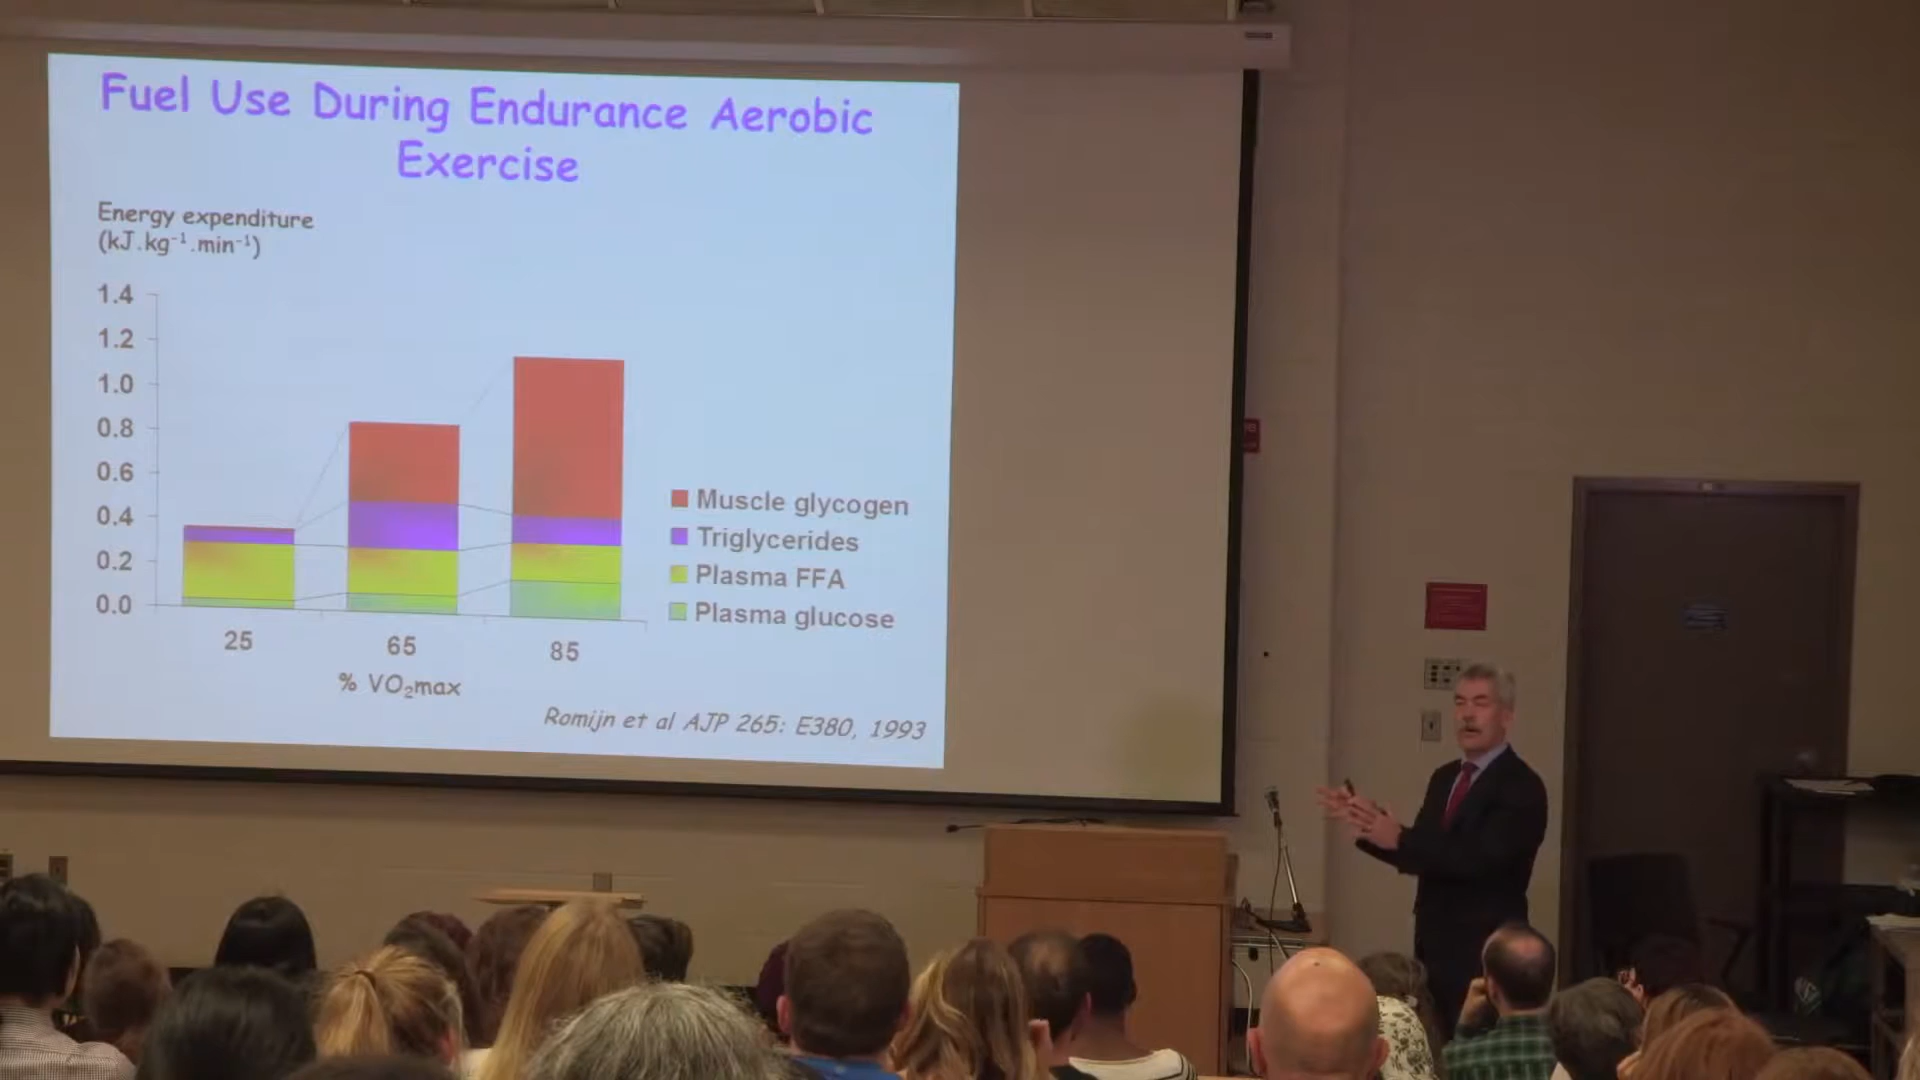 Fuel Use During Endurance Aerobic
Exercise
Energy expenditure
(kJ.kg⁻¹.min⁻¹)
1.4
1.2
1.0
0.8
0.6
0.4
0.2
0.0
25 65 85
% VO₂max
Muscle glycogen
Triglycerides
Plasma FFA
Plasma glucose
Romijn et al AJP 265: E380, 1993